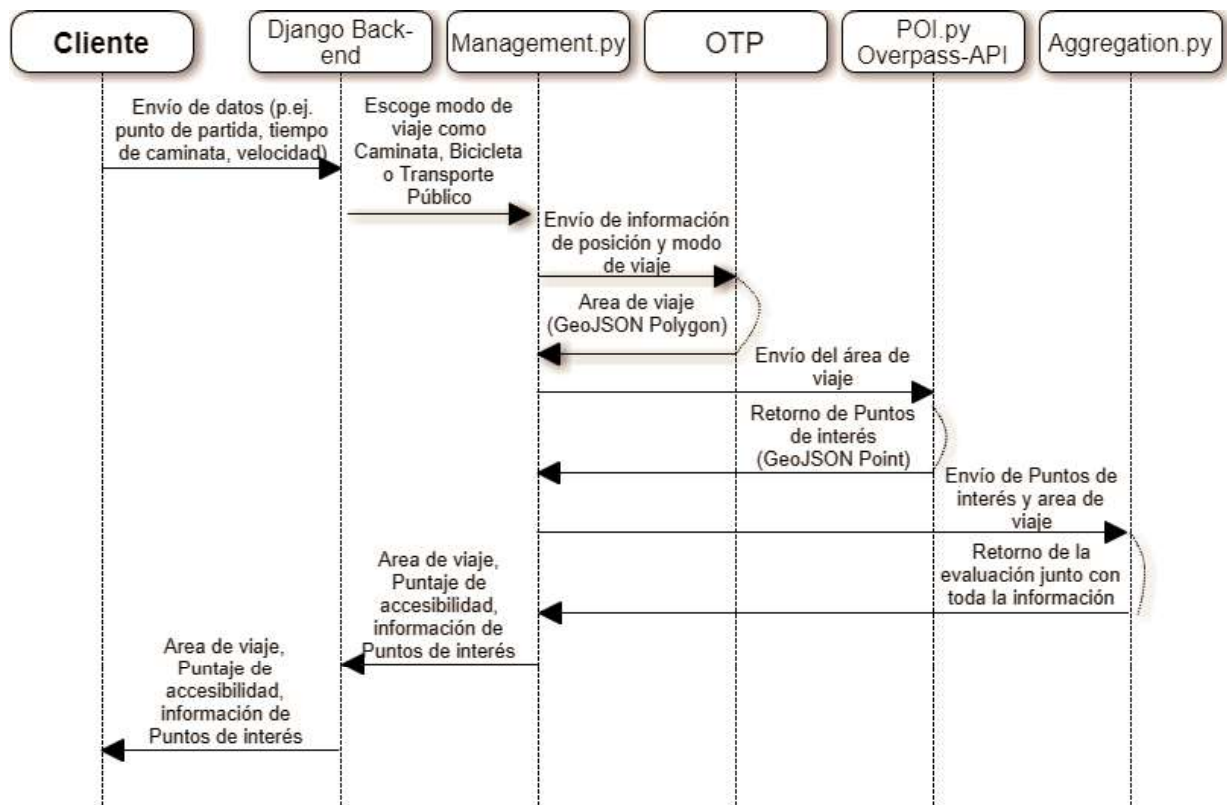 Cliente
Django Back-
end
Management.py
OTP
POI.py
Overpass-API
Aggregation.py
Envío de datos (p.ej.
punto de partida, tiempo
de caminata, velocidad)
Escoge modo de
viaje como
Caminata, Bicicleta
o Transporte
Público
Envío de información
de posición y modo
de viaje
Area de viaje
(GeoJSON Polygon)
Envío del área de
viaje
Retorno de Puntos
de interés
(GeoJSON Point)
Envío de Puntos de
interés y area de
viaje
Retorno de la
evaluación junto con
toda la información
Area de viaje,
Puntaje de
accesibilidad,
información de
Puntos de interés
Area de viaje,
Puntaje de
accesibilidad,
información de
Puntos de interés